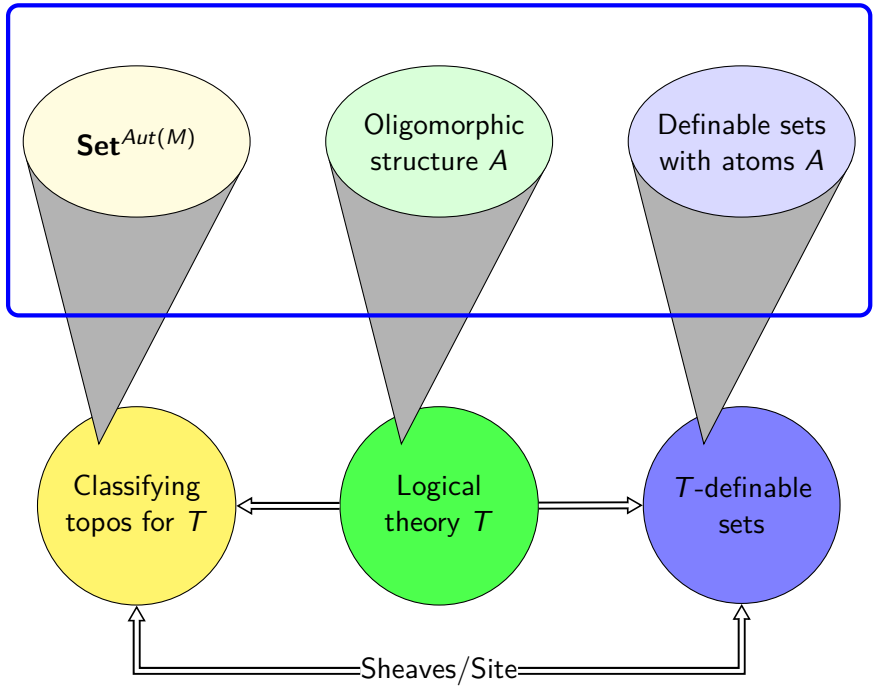 Set^{Aut(M)}
Oligomorphic
structure A
Definable sets
with atoms A
Classifying
topos for T
Logical
theory T
T-definable
sets
Sheaves/Site